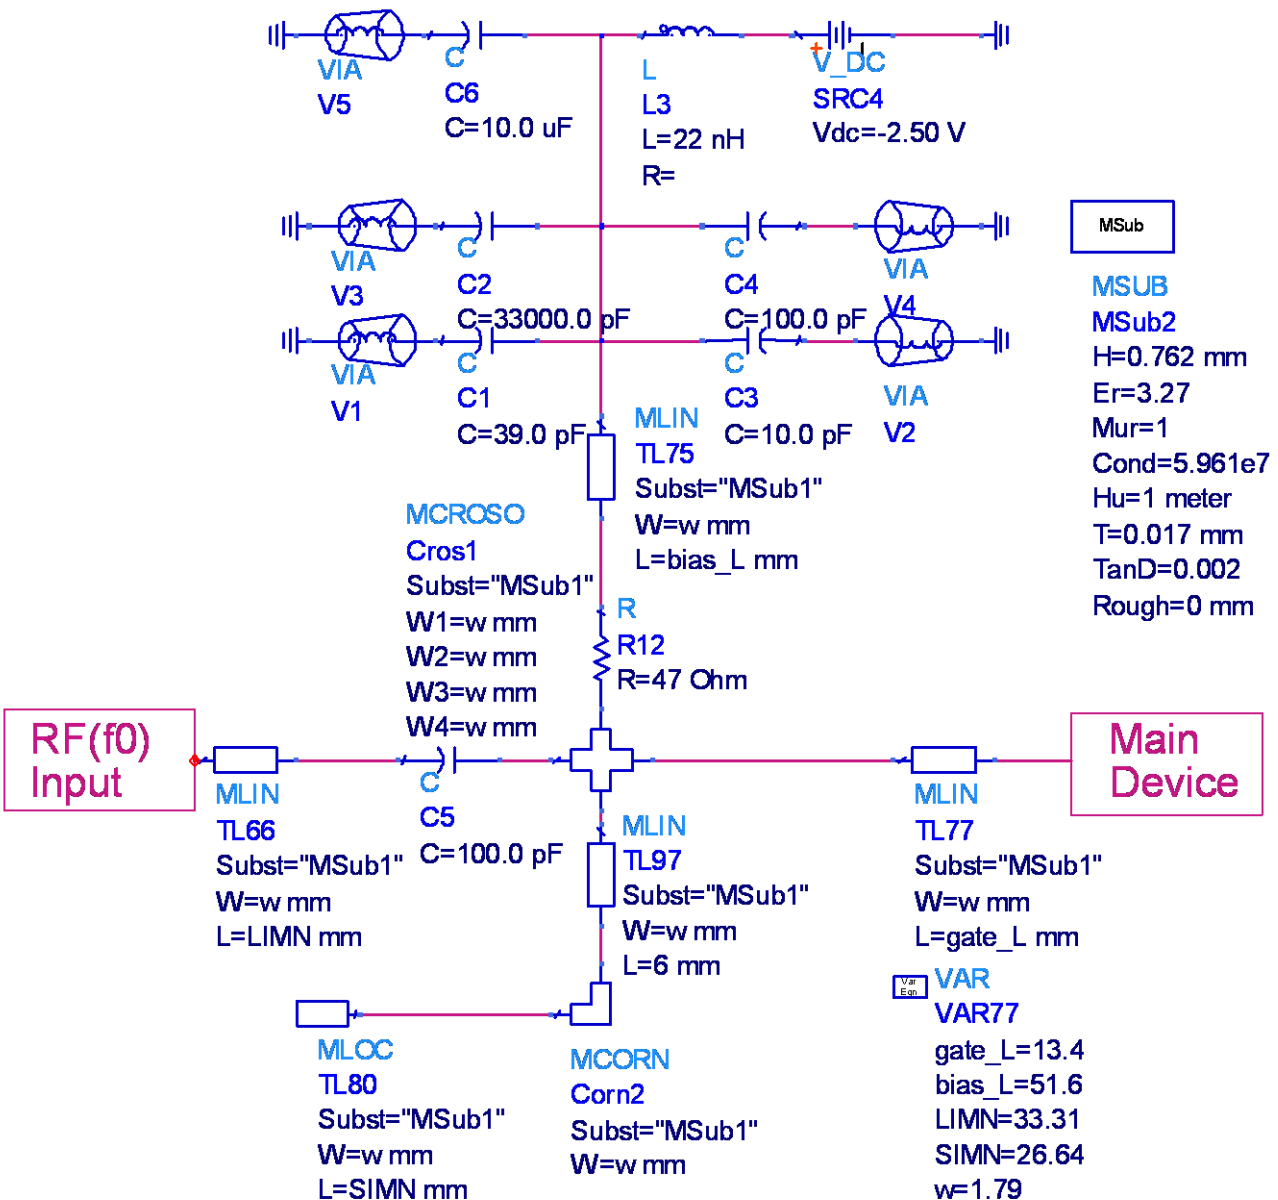 VIA
V5
C
C6
C=10.0 uF
L
L3
L=22 nH
R=
+
V_DC
SRC4
Vdc=-2.50 V
VIA
V3
C
C2
C=33000.0 pF
C
C4
C=100.0 pF
VIA
V4
VIA
V1
C
C1
C=39.0 pF
C
C3
C=10.0 pF
VIA
V2
MSub
MSUB
MSub2
H=0.762 mm
Er=3.27
Mur=1
Cond=5.961e7
Hu=1 meter
T=0.017 mm
TanD=0.002
Rough=0 mm
MLIN
TL75
Subst="MSub1"
W=w mm
L=bias_L mm
MCROSO
Cros1
Subst="MSub1"
W1=w mm
W2=w mm
W3=w mm
W4=w mm
R
R12
R=47 Ohm
RF(f0)
Input
MLIN
TL66
Subst="MSub1"
W=w mm
L=LIMN mm
C
C5
C=100.0 pF
MLIN
TL97
Subst="MSub1"
W=w mm
L=6 mm
MLIN
TL77
Subst="MSub1"
W=w mm
L=gate_L mm
Main
Device
MLOC
TL80
Subst="MSub1"
W=w mm
L=SIMN mm
MCORN
Corn2
Subst="MSub1"
W=w mm
Var
Eqn
VAR
VAR77
gate_L=13.4
bias_L=51.6
LIMN=33.31
SIMN=26.64
w=1.79